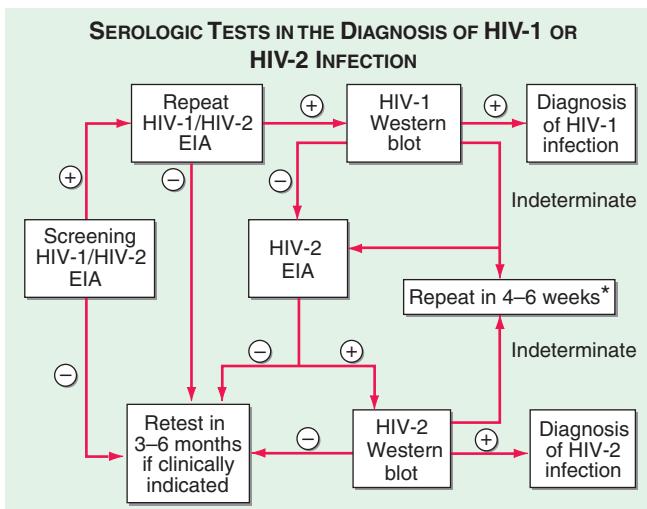 SEROLOGIC TESTS IN THE DIAGNOSIS OF HIV-1 OR
HIV-2 INFECTION
Repeat
HIV-1/HIV-2
EIA
+
HIV-1
Western
blot
+
Diagnosis
of HIV-1
infection
+
−
−
Indeterminate
Screening
HIV-1/HIV-2
EIA
HIV-2
EIA
Repeat in 4–6 weeks*
−
−
+
Indeterminate
Retest in
3–6 months
if clinically
indicated
−
HIV-2
Western
blot
+
Diagnosis
of HIV-2
infection